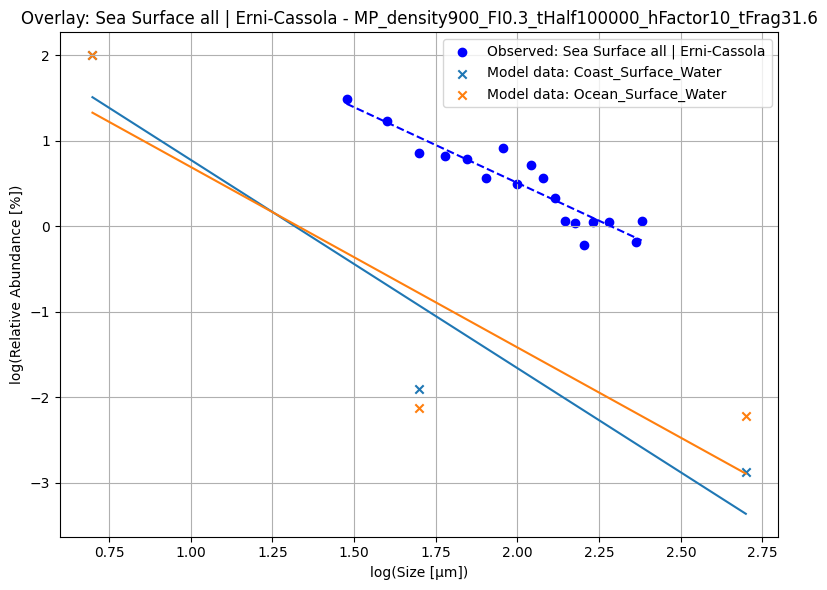 Overlay: Sea Surface all | Erni-Cassola - MP_density900_FI0.3_tHalf100000_hFactor10_tFrag31.6
Observed: Sea Surface all | Erni-Cassola
Model data: Coast_Surface_Water
Model data: Ocean_Surface_Water
log(Relative Abundance [%])
2
1
0
−1
−2
−3
0.75
1.00
1.25
1.50
1.75
2.00
2.25
2.50
2.75
log(Size [µm])